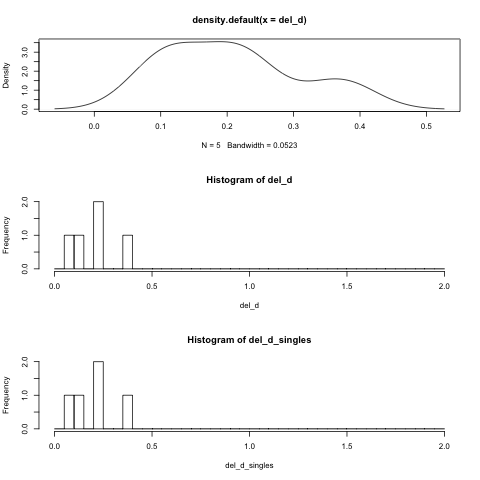 density.default(x = del_d)
Density
0.0 1.0 2.0 3.0
0.0 0.1 0.2 0.3 0.4 0.5
N = 5 Bandwidth = 0.0523
Histogram of del_d
Frequency
0.0 1.0 2.0
0.0 0.5 1.0 1.5 2.0
del_d
Histogram of del_d_singles
Frequency
0.0 1.0 2.0
0.0 0.5 1.0 1.5 2.0
del_d_singles